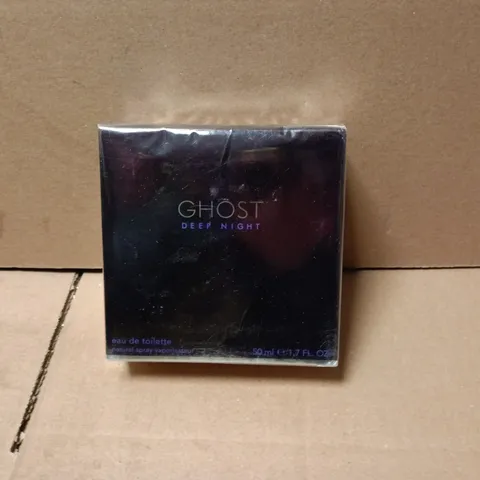 GHOST
DEEP NIGHT
eau de toilette
natural spray vaporisateur
50 ml e 1.7 FL. OZ